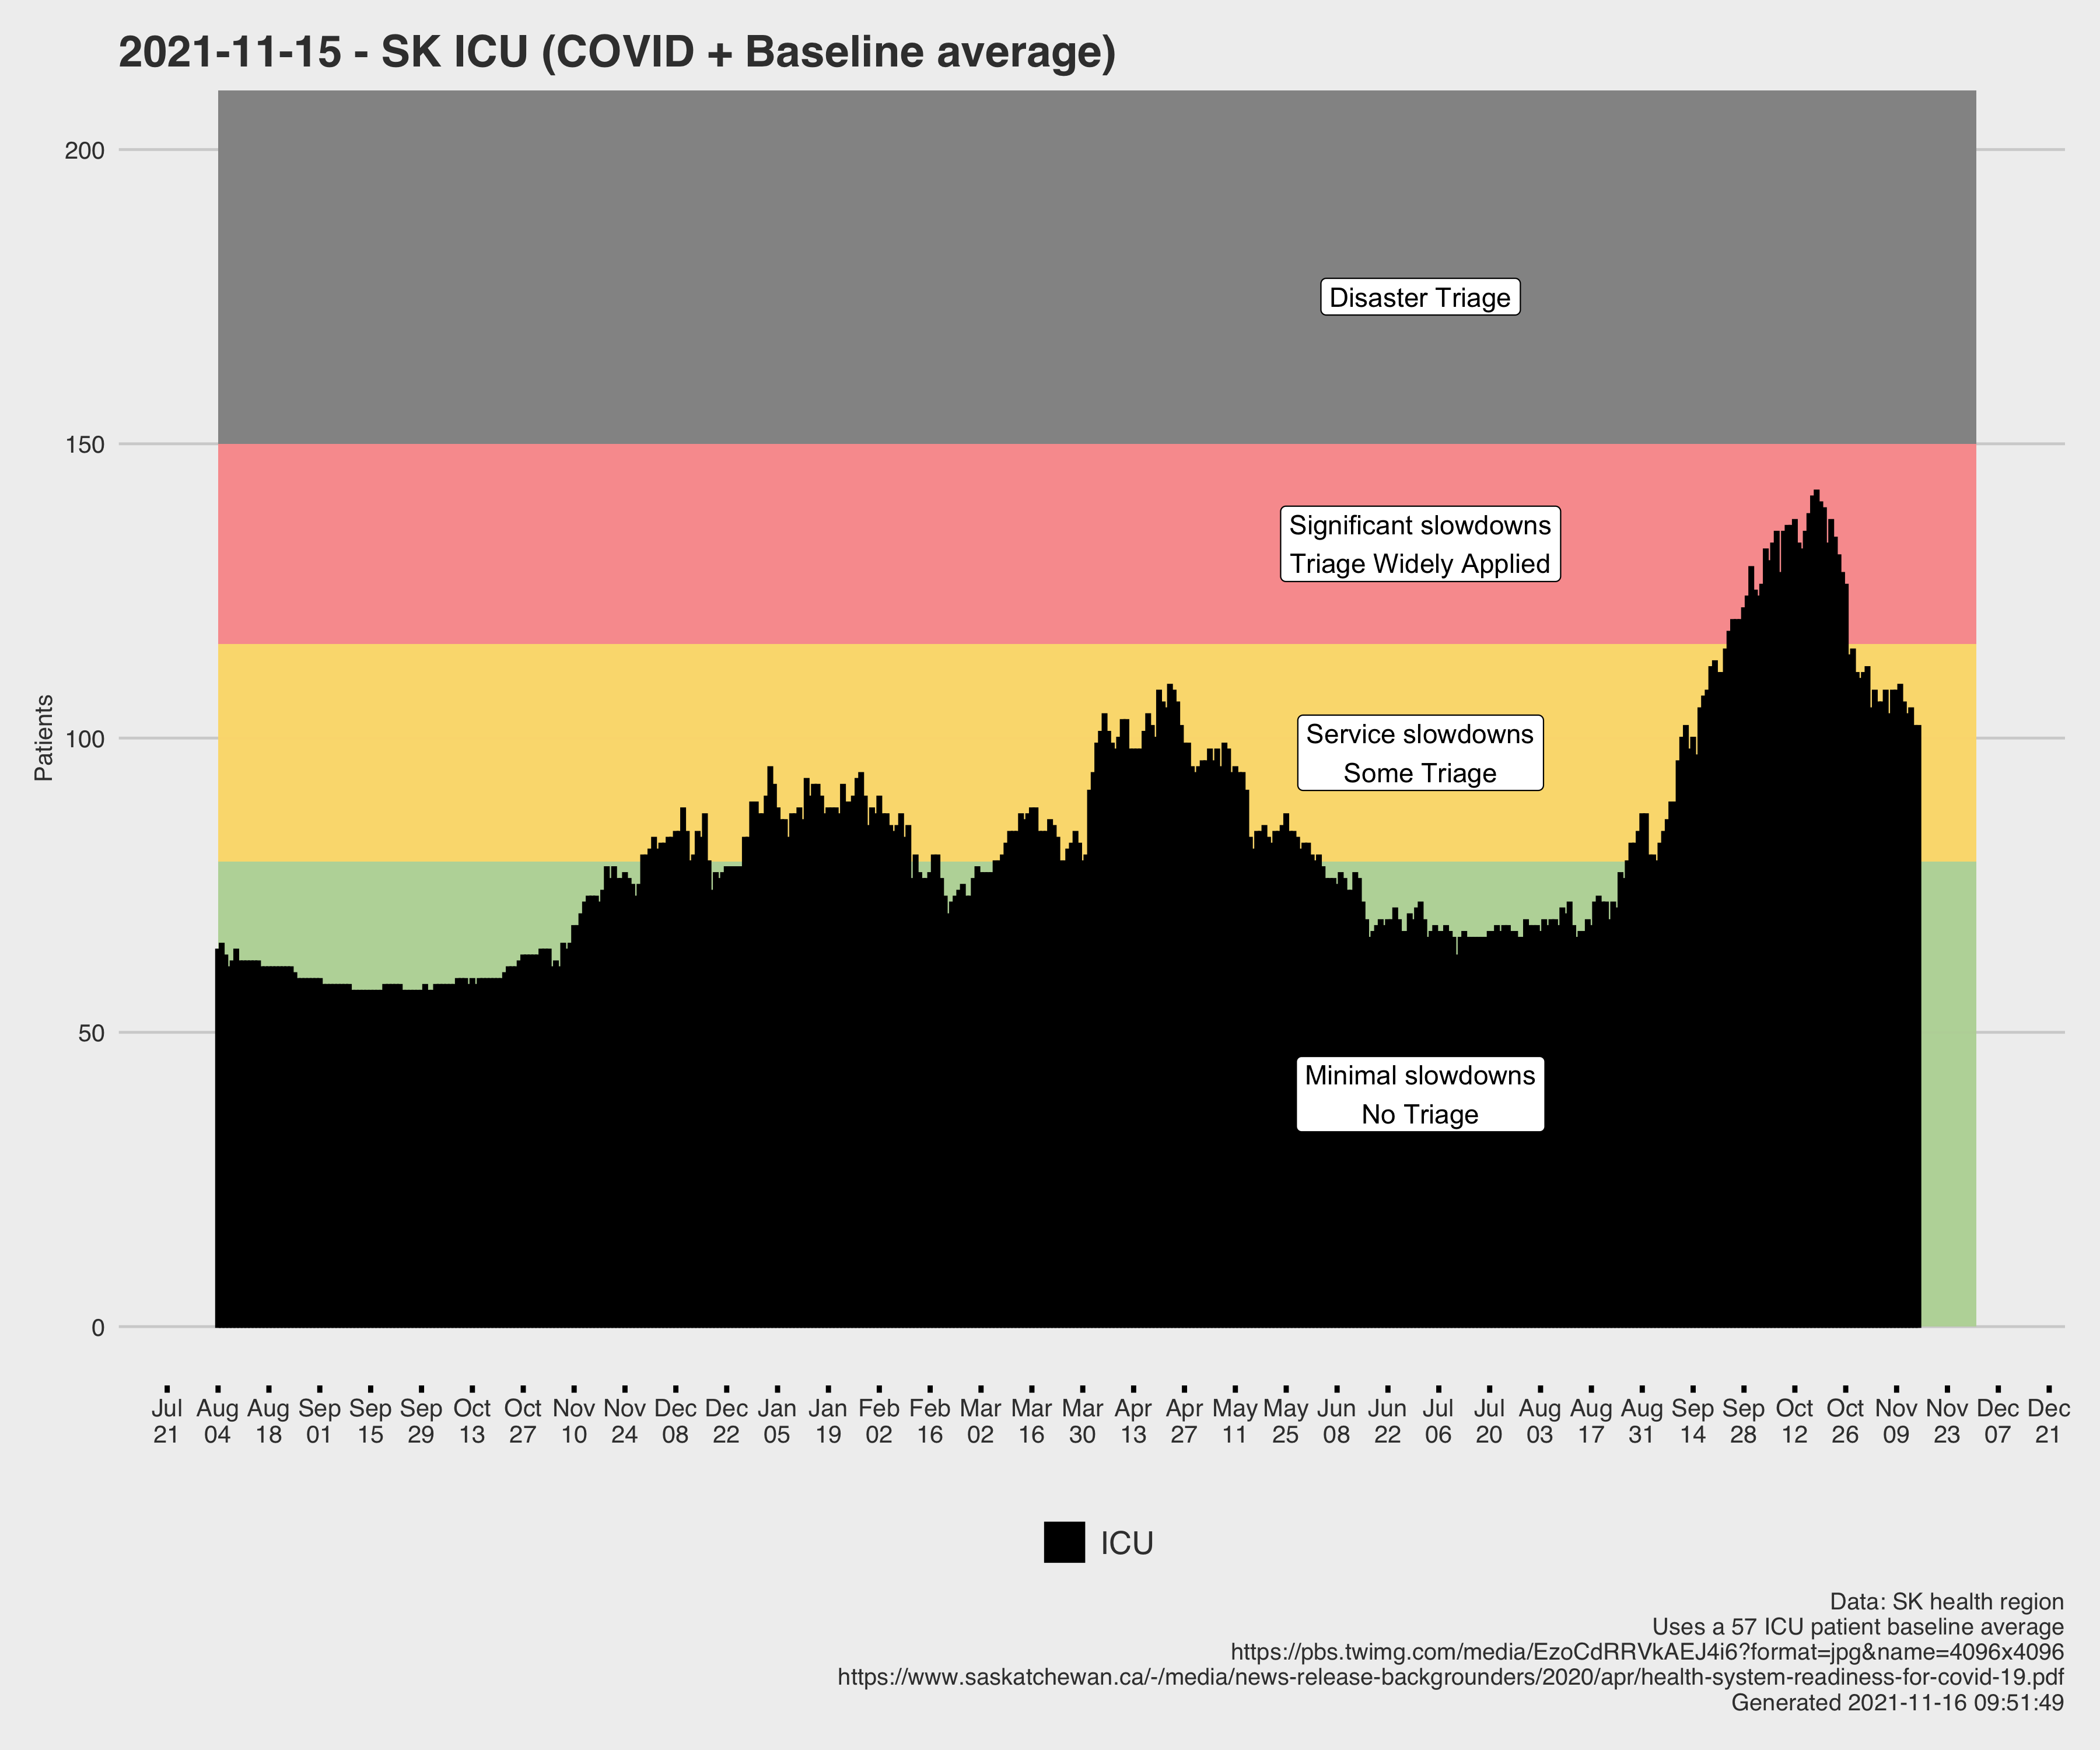 2021-11-15 - SK ICU (COVID + Baseline average)
200
150
100
50
0
Patients
Disaster Triage
Significant slowdowns
Triage Widely Applied
Service slowdowns
Some Triage
Minimal slowdowns
No Triage
Jul Aug Aug Sep Sep Sep Oct Oct Nov Nov Dec Dec Jan Jan Feb Feb Mar Mar Mar Apr Apr May May Jun Jun Jul Jul Aug Aug Aug Sep Sep Oct Oct Nov Nov Dec Dec
21 04 18 01 15 29 13 27 10 24 08 22 05 19 02 16 02 16 30 13 27 11 25 08 22 06 20 03 17 31 14 28 12 26 09 23 07 21
ICU
Data: SK health region
Uses a 57 ICU patient baseline average
https://pbs.twimg.com/media/EzoCdRRVkAEJ4i6?format=jpg&name=4096x4096
https://www.saskatchewan.ca/-/media/news-release-backgrounders/2020/apr/health-system-readiness-for-covid-19.pdf
Generated 2021-11-16 09:51:49